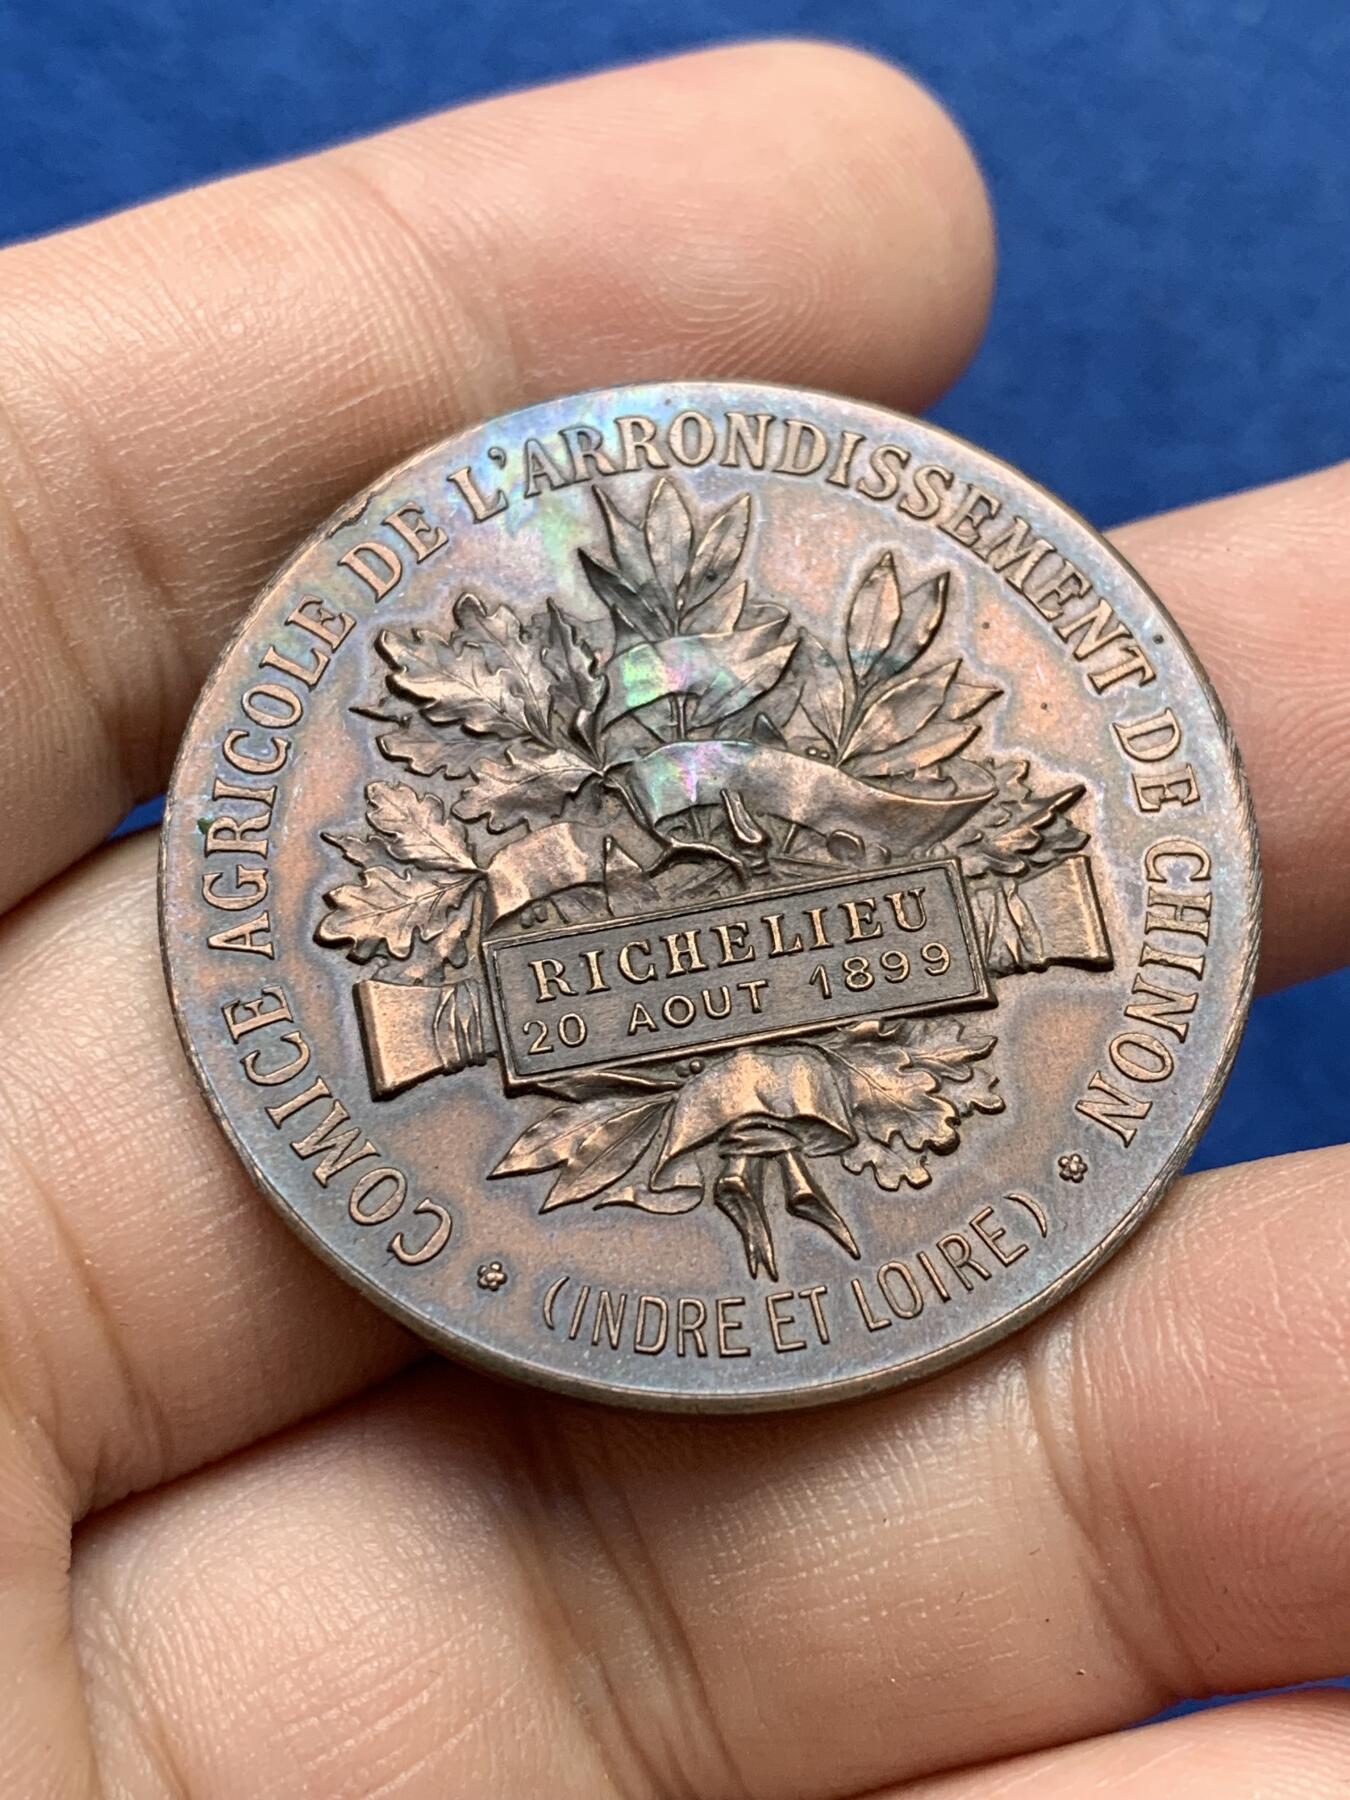 COMICE AGRICOLE DE L'ARRONDISSEMENT DE CHINON
RICHELIEU
20 AOUT 1899
(INDRE ET LOIRE)